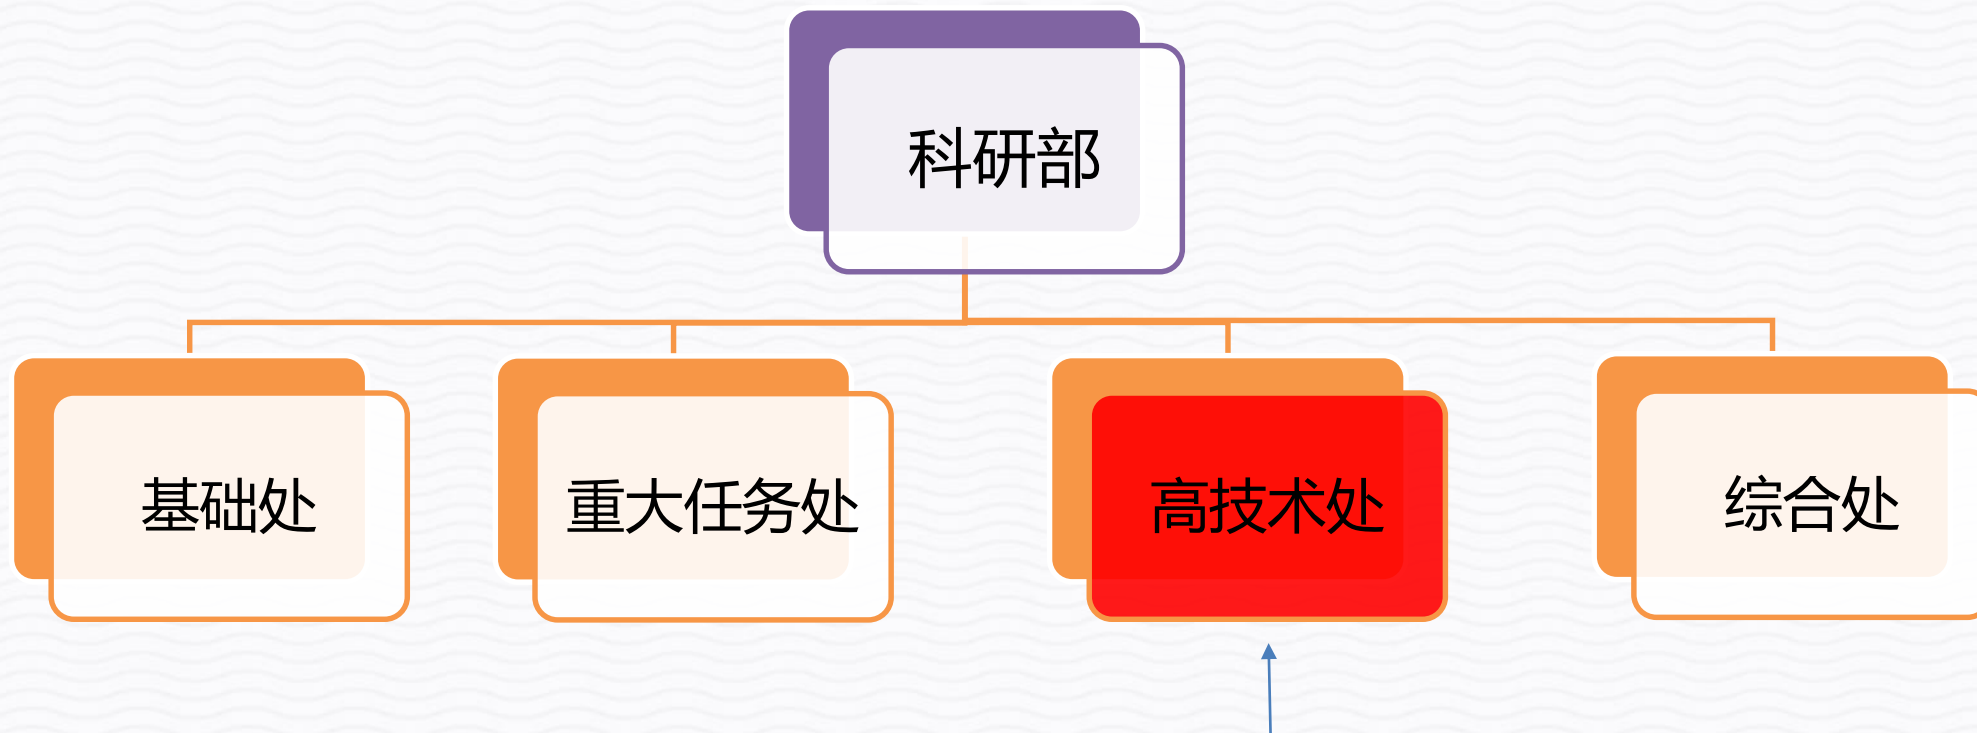 科研部
基础处
重大任务处
高技术处
综合处